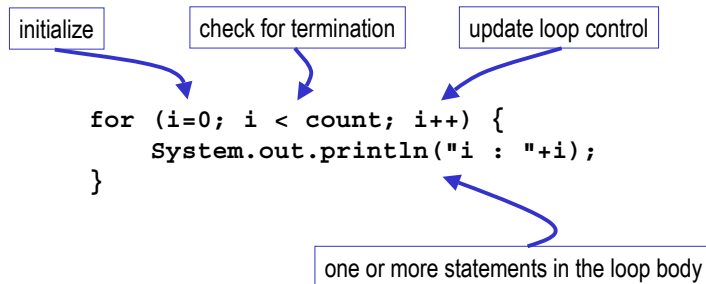 initialize
check for termination
update loop control
for (i=0; i < count; i++) {
    System.out.println("i : "+i);
}
one or more statements in the loop body